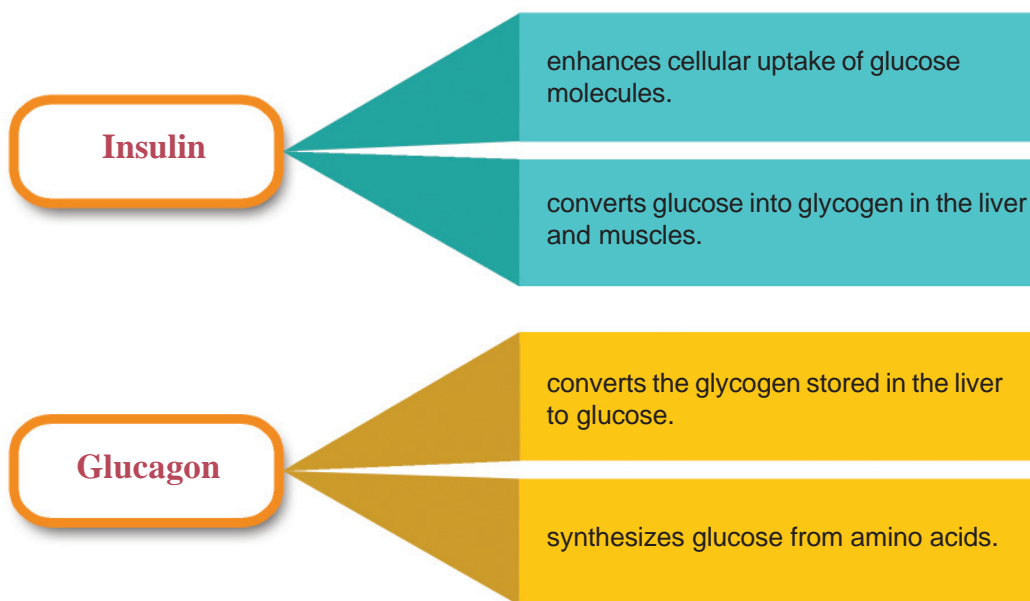 Insulin
enhances cellular uptake of glucose
molecules.
converts glucose into glycogen in the liver
and muscles.
Glucagon
converts the glycogen stored in the liver
to glucose.
synthesizes glucose from amino acids.